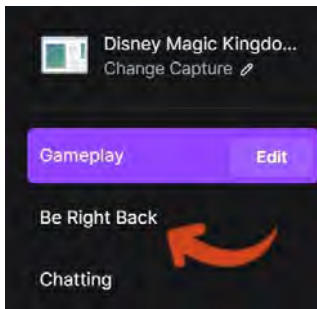 Disney Magic Kingdo...
Change Capture
Gameplay
Edit
Be Right Back
Chatting